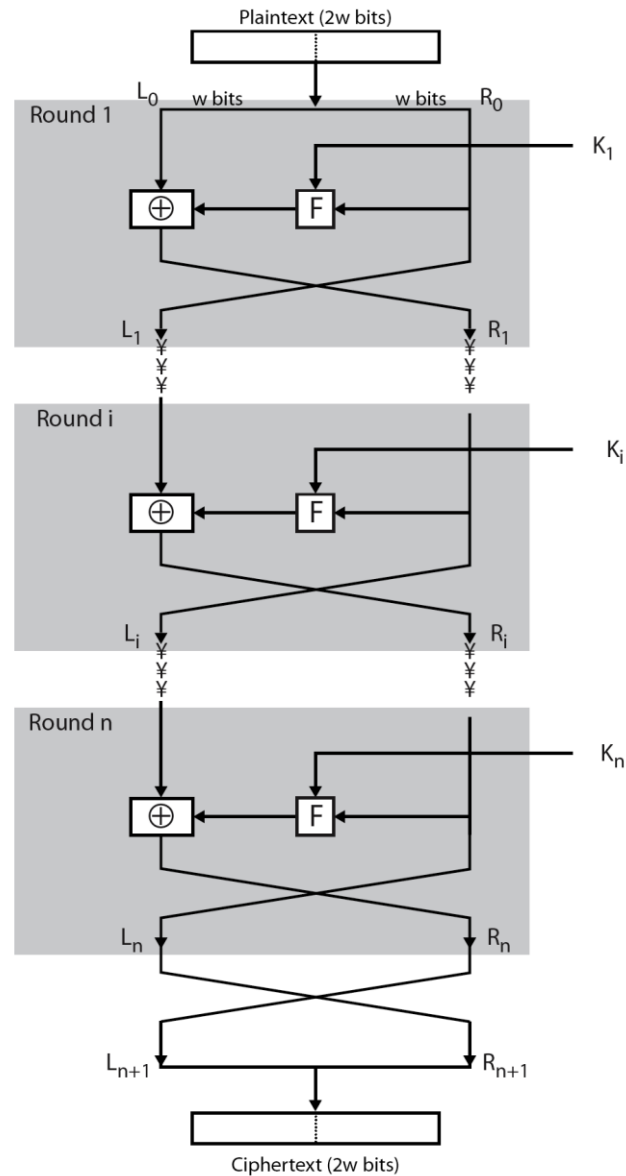 Plaintext (2w bits)
L0 w bits w bits R0
Round 1
K1
⊕ F
L1 R1
¥ ¥
¥ ¥
¥ ¥
Round i
Ki
⊕ F
Li Ri
¥ ¥
¥ ¥
¥ ¥
Round n
Kn
⊕ F
Ln Rn
Ln+1 Rn+1
Ciphertext (2w bits)